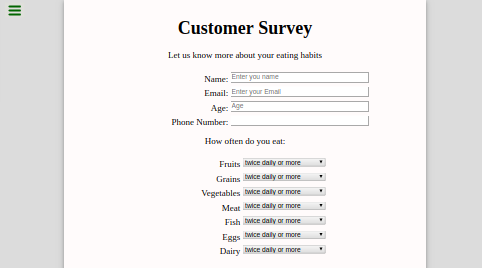 Customer Survey
Let us know more about your eating habits
Name: Enter you name
Email: Enter your Email
Age: Age
Phone Number:
How often do you eat:
Fruits twice daily or more
Grains twice daily or more
Vegetables twice daily or more
Meat twice daily or more
Fish twice daily or more
Eggs twice daily or more
Dairy twice daily or more